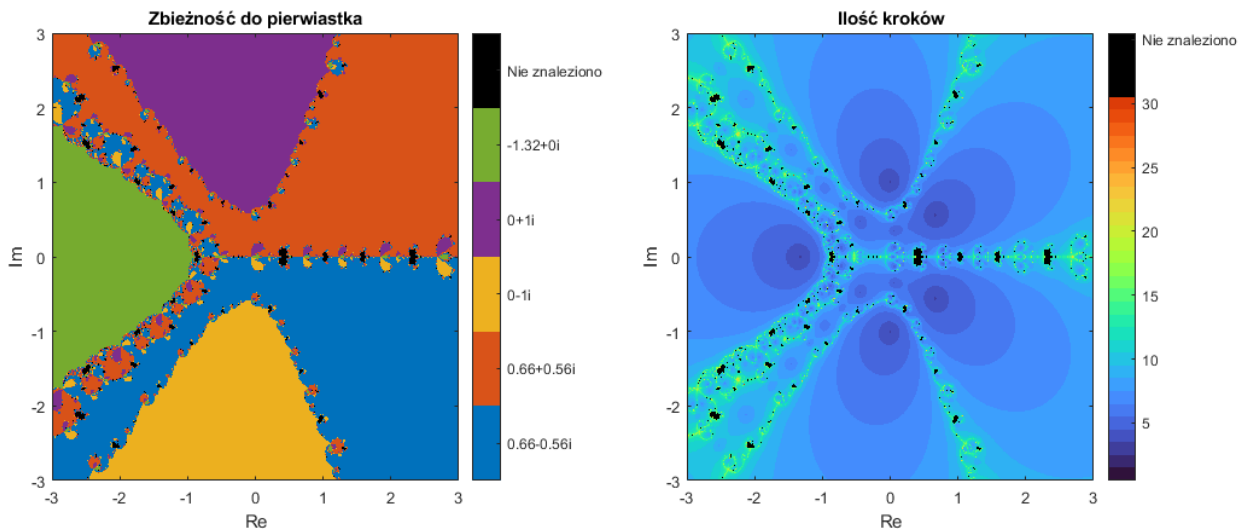 Zbieżność do pierwiastka
3
2
1
0
-1
-2
-3
Im
-3
-2
-1
0
1
2
3
Re
Nie znaleziono
-1.32+0i
0+1i
0-1i
0.66+0.56i
0.66-0.56i
Ilość kroków
3
2
1
0
-1
-2
-3
Im
-3
-2
-1
0
1
2
3
Re
Nie znaleziono
30
25
20
15
10
5